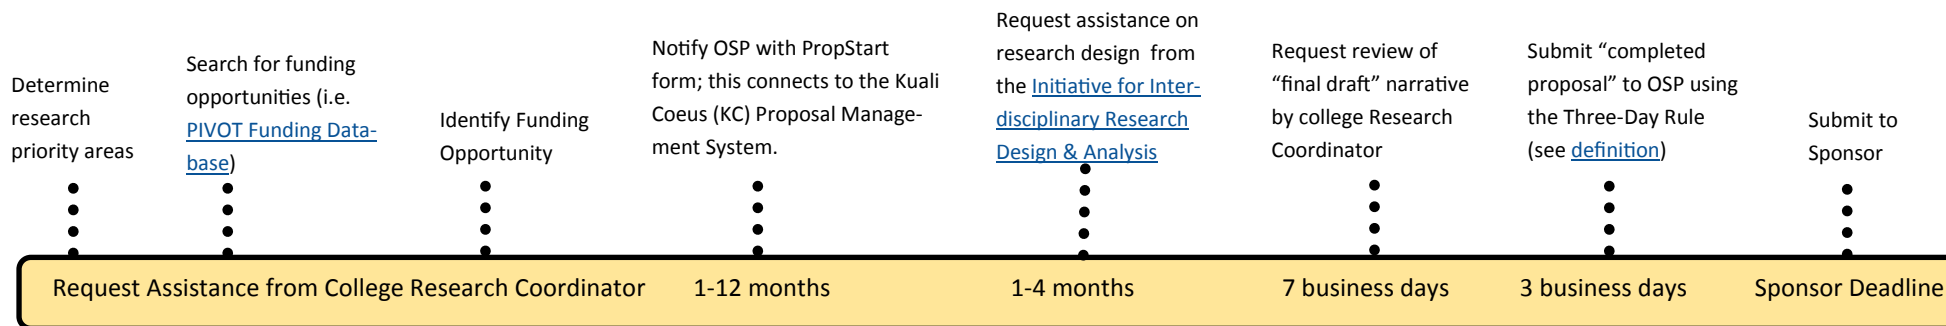 Determine
research
priority areas
Search for funding
opportunities (i.e.
PIVOT Funding Data-
base)
Identify Funding
Opportunity
Notify OSP with PropStart
form; this connects to the Kuali
Coeus (KC) Proposal Manage-
ment System.
Request assistance on
research design from
the Initiative for Inter-
disciplinary Research
Design & Analysis
Request review of
“final draft” narrative
by college Research
Coordinator
Submit “completed
proposal” to OSP using
the Three-Day Rule
(see definition)
Submit to
Sponsor
Request Assistance from College Research Coordinator
1-12 months
1-4 months
7 business days
3 business days
Sponsor Deadline